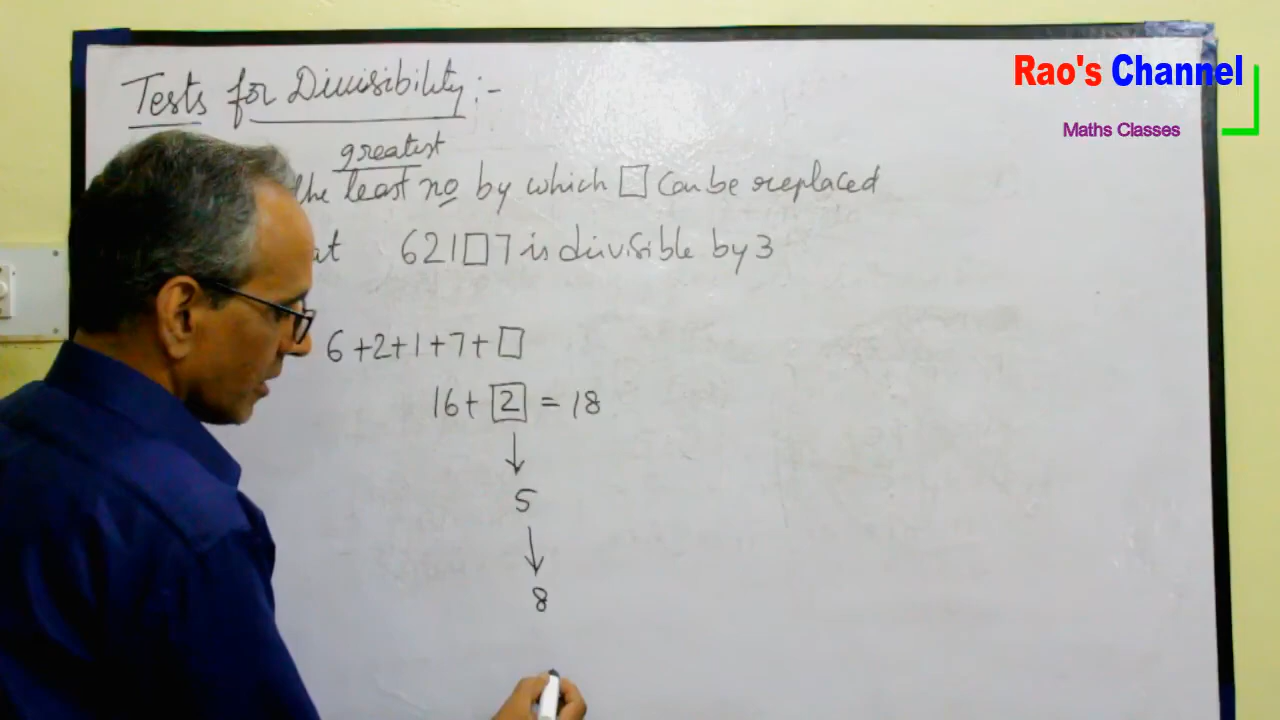 Rao's Channel
Maths Classes
Tests for Divisibility :-
greatest
the least no by which □ can be replaced
at 621□7 is divisible by 3
6+2+1+7+□
16+ 2 = 18
↓
5
↓
8